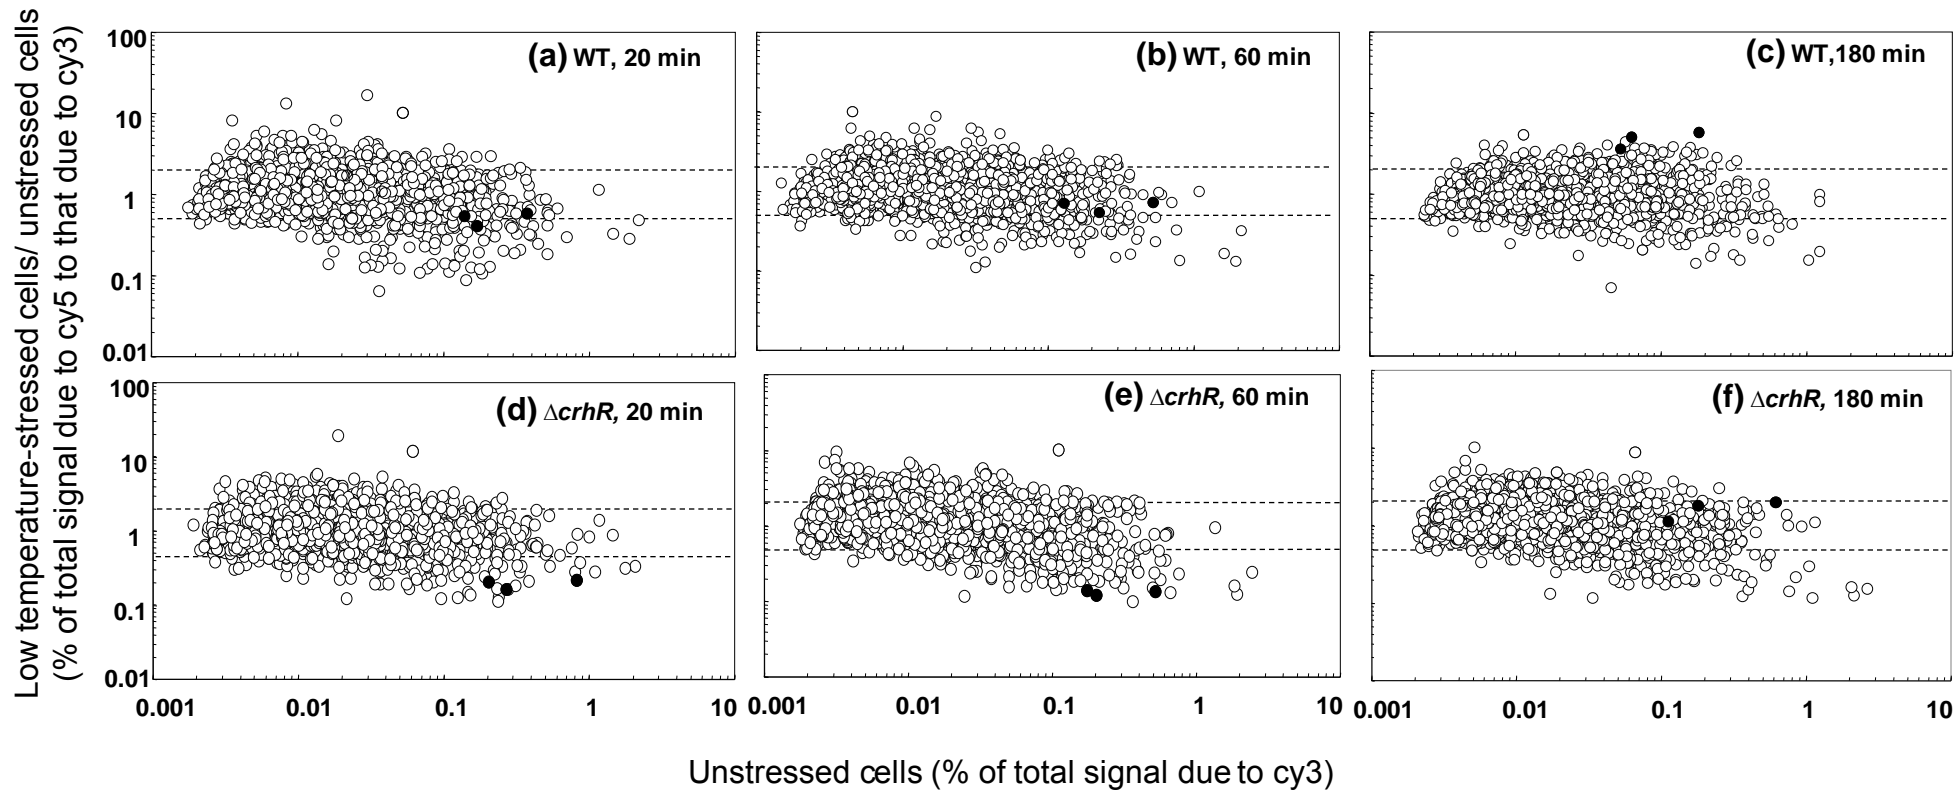 Low temperature-stressed cells/ unstressed cells
(% of total signal due to cy5 to that due to cy3)
(a) WT, 20 min
(b) WT, 60 min
(c) WT,180 min
100
10
1
0.1
0.01
(d) ∆crhR, 20 min
(e) ∆crhR, 60 min
(f) ∆crhR, 180 min
100
10
1
0.1
0.01
0.001 0.01 0.1 1 10 0.001 0.01 0.1 1 10 0.001 0.01 0.1 1 10
Unstressed cells (% of total signal due to cy3)